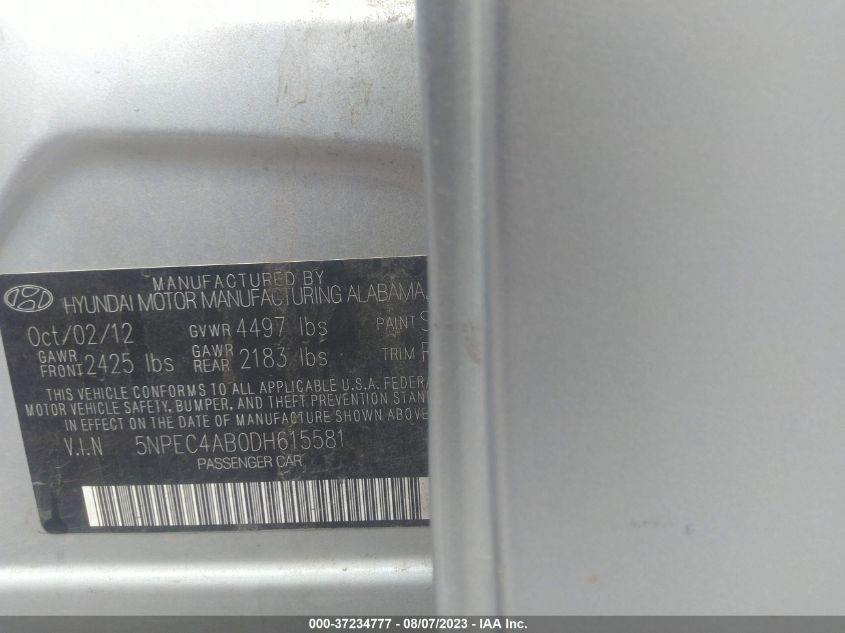 MANUFACTURED BY
HYUNDAI MOTOR MANUFACTURING ALABAMA,
Oct/02/12 GVWR 4497 lbs PAINT S
GAWR FRONT 2425 lbs GAWR REAR 2183 lbs TRIM
THIS VEHICLE CONFORMS TO ALL APPLICABLE U.S.A. FEDERA
MOTOR VEHICLE SAFETY, BUMPER, AND THEFT PREVENTION STAN
IN EFFECT ON THE DATE OF MANUFACTURE SHOWN ABOV
V.I.N 5NPEC4AB0DH615581
PASSENGER CAR
000-37234777 - 08/07/2023 - IAA Inc.